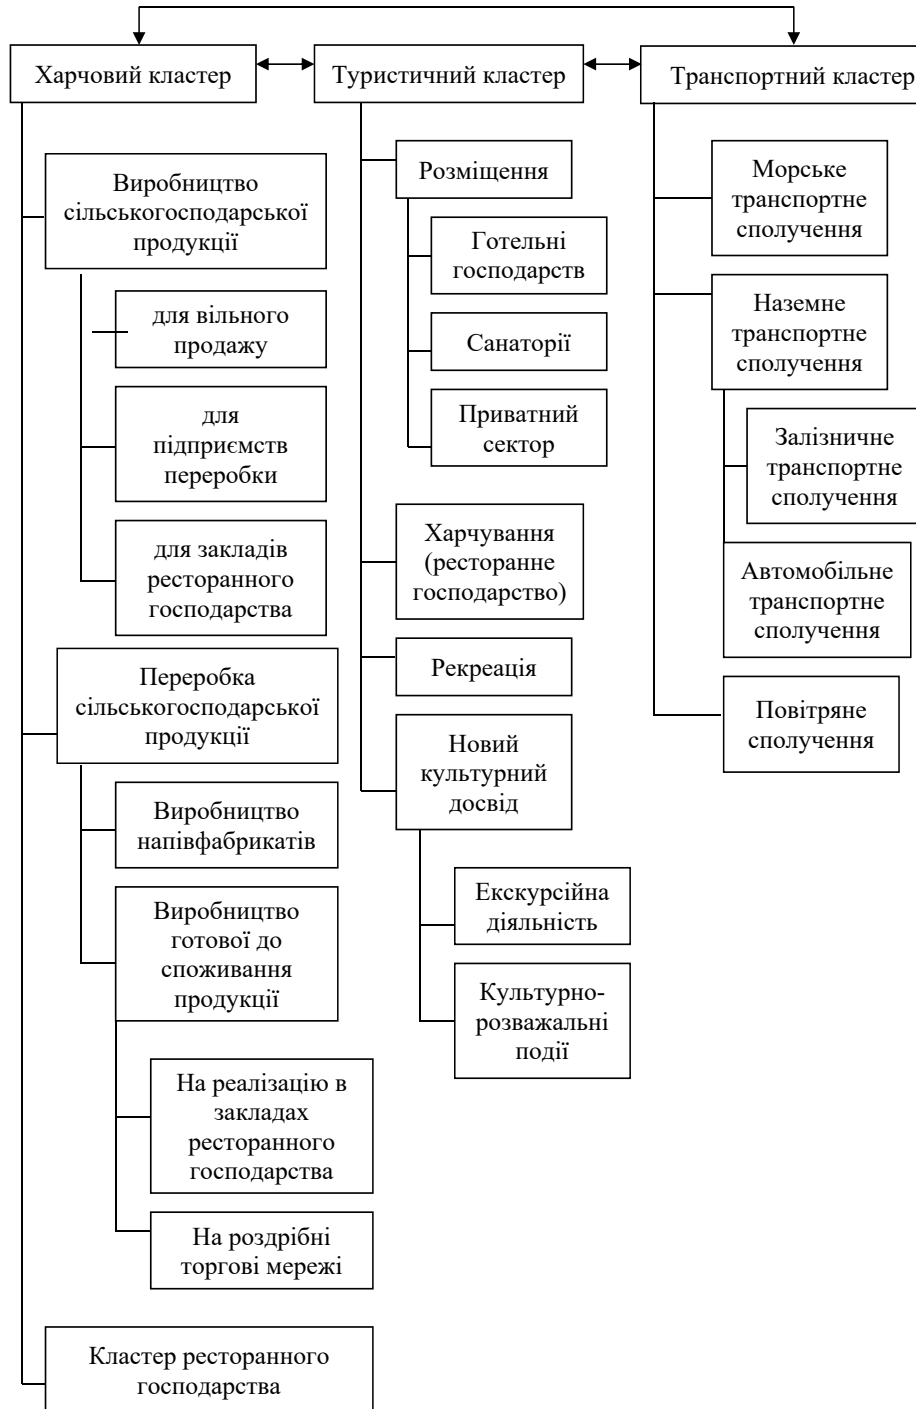 Харчовий кластер
Туристичний кластер
Транспортний кластер
Виробництво
сільськогосподарської
продукції
для вільного
продажу
для
підприємств
переробки
для закладів
ресторанного
господарства
Переробка
сільськогосподарської
продукції
Виробництво
напівфабрикатів
Виробництво
готової до
споживання
продукції
На реалізацію в
закладах
ресторанного
господарства
На роздрібні
торгові мережі
Кластер ресторанного
господарства
Розміщення
Готельні
господарств
Санаторії
Приватний
сектор
Харчування
(ресторанне
господарство)
Рекреація
Новий
культурний
досвід
Екскурсійна
діяльність
Культурно-
розважальні
події
Морське
транспортне
сполучення
Наземне
транспортне
сполучення
Залізничне
транспортне
сполучення
Автомобільне
транспортне
сполучення
Повітряне
сполучення